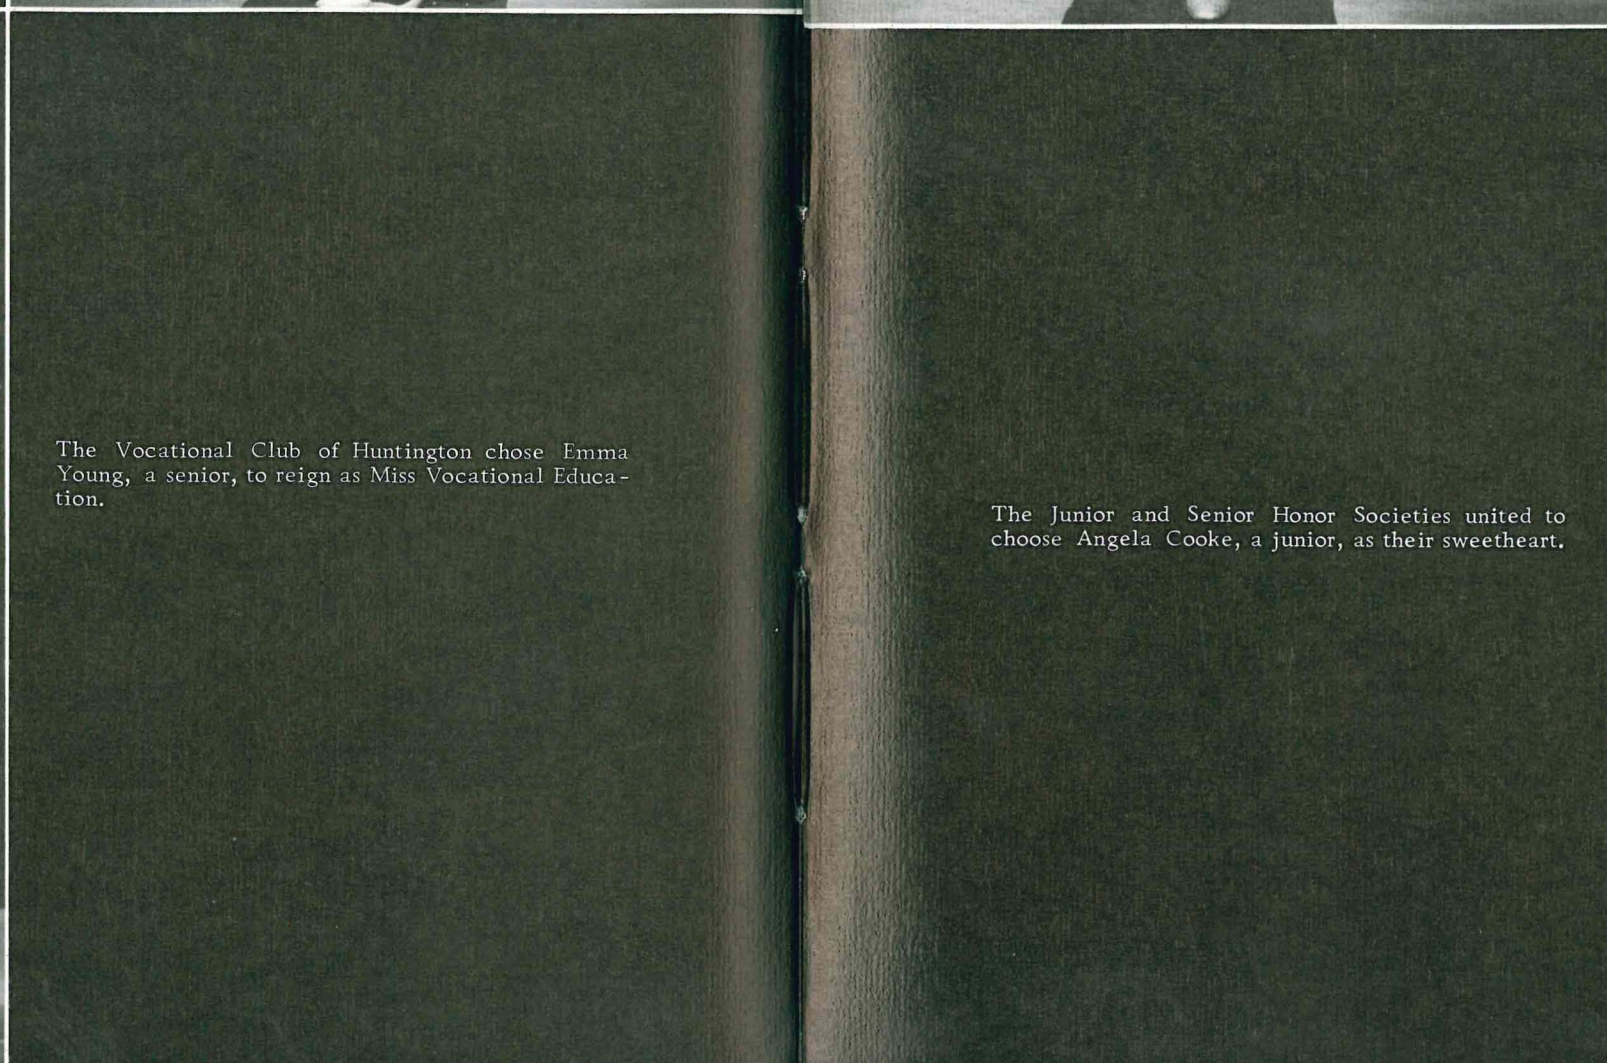 The Vocational Club of Huntington chose Emma
Young, a senior, to reign as Miss Vocational Educa-
tion.
The Junior and Senior Honor Societies united to
choose Angela Cooke, a junior, as their sweetheart.